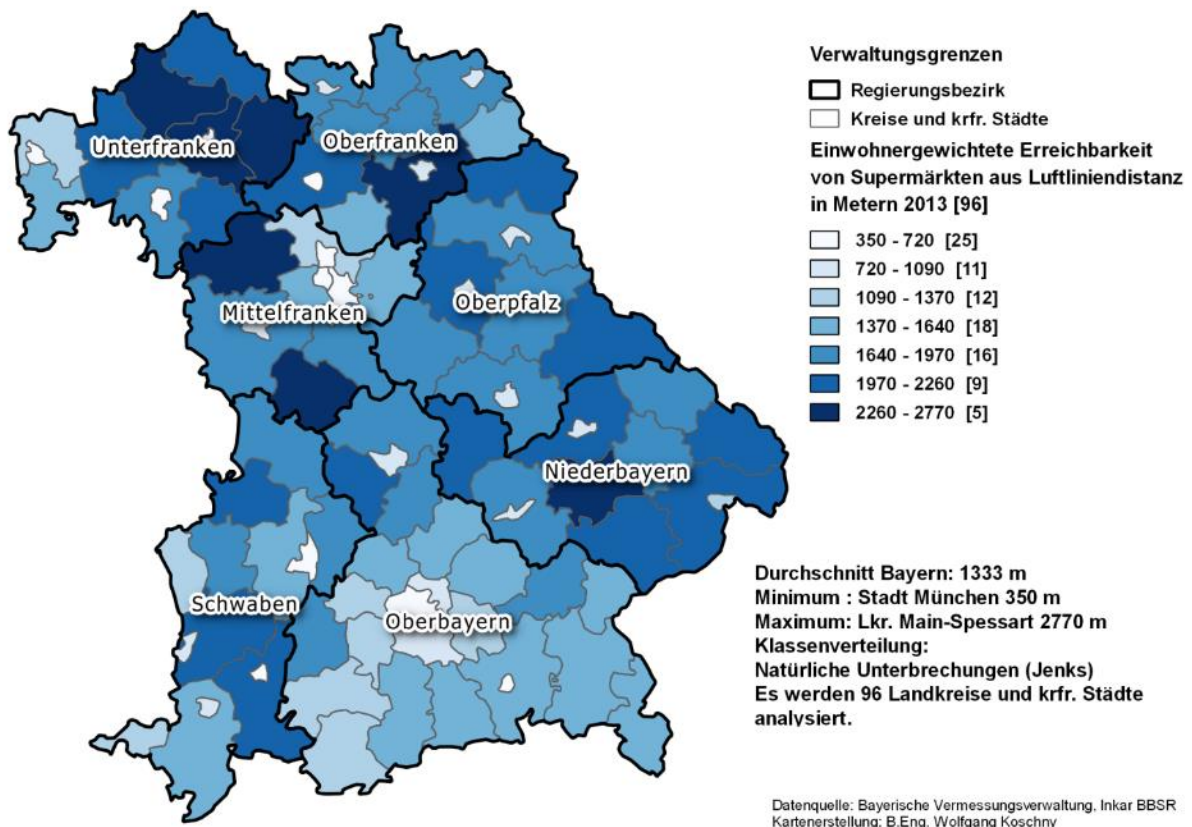 Unterfranken
Oberfranken
Mittelfranken
Oberpfalz
Niederbayern
Schwaben
Oberbayern
Verwaltungsgrenzen
Regierungsbezirk
Kreise und krfr. Städte
Einwohnergewichtete Erreichbarkeit
von Supermärkten aus Luftliniendistanz
in Metern 2013 [96]
350 - 720 [25]
720 - 1090 [11]
1090 - 1370 [12]
1370 - 1640 [18]
1640 - 1970 [16]
1970 - 2260 [9]
2260 - 2770 [5]
Durchschnitt Bayern: 1333 m
Minimum : Stadt München 350 m
Maximum: Lkr. Main-Spessart 2770 m
Klassenverteilung:
Natürliche Unterbrechungen (Jenks)
Es werden 96 Landkreise und krfr. Städte
analysiert.
Datenquelle: Bayerische Vermessungsverwaltung, Inkar BBSR
Kartenerstellung: B.Eng. Wolfgang Koschny